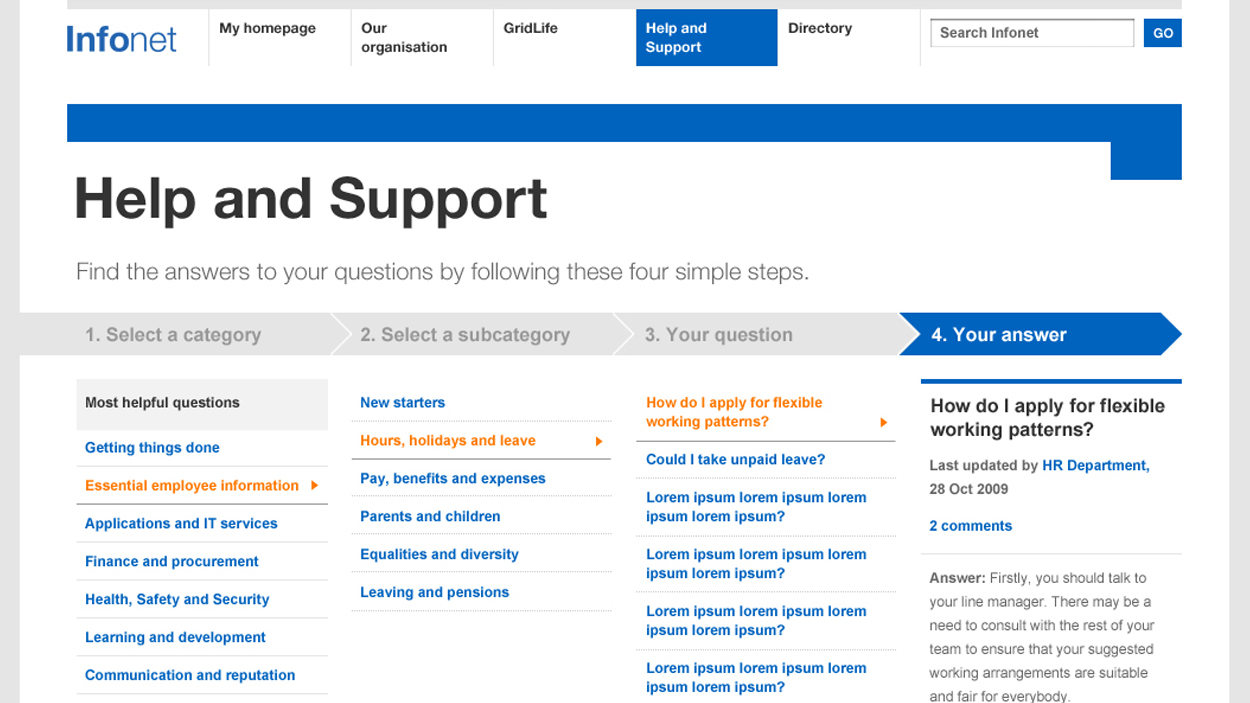 Infonet
My homepage
Our
organisation
GridLife
Help and
Support
Directory
Search Infonet
GO
Help and Support
Find the answers to your questions by following these four simple steps.
1. Select a category
2. Select a subcategory
3. Your question
4. Your answer
Most helpful questions
Getting things done
Essential employee information
Applications and IT services
Finance and procurement
Health, Safety and Security
Learning and development
Communication and reputation
New starters
Hours, holidays and leave
Pay, benefits and expenses
Parents and children
Equalities and diversity
Leaving and pensions
How do I apply for flexible
working patterns?
Could I take unpaid leave?
Lorem ipsum lorem ipsum lorem
ipsum lorem ipsum?
Lorem ipsum lorem ipsum lorem
ipsum lorem ipsum?
Lorem ipsum lorem ipsum lorem
ipsum lorem ipsum?
Lorem ipsum lorem ipsum lorem
ipsum lorem ipsum?
How do I apply for flexible
working patterns?
Last updated by HR Department,
28 Oct 2009
2 comments
Answer: Firstly, you should talk to
your line manager. There may be a
need to consult with the rest of your
team to ensure that your suggested
working arrangements are suitable
and fair for everybody.